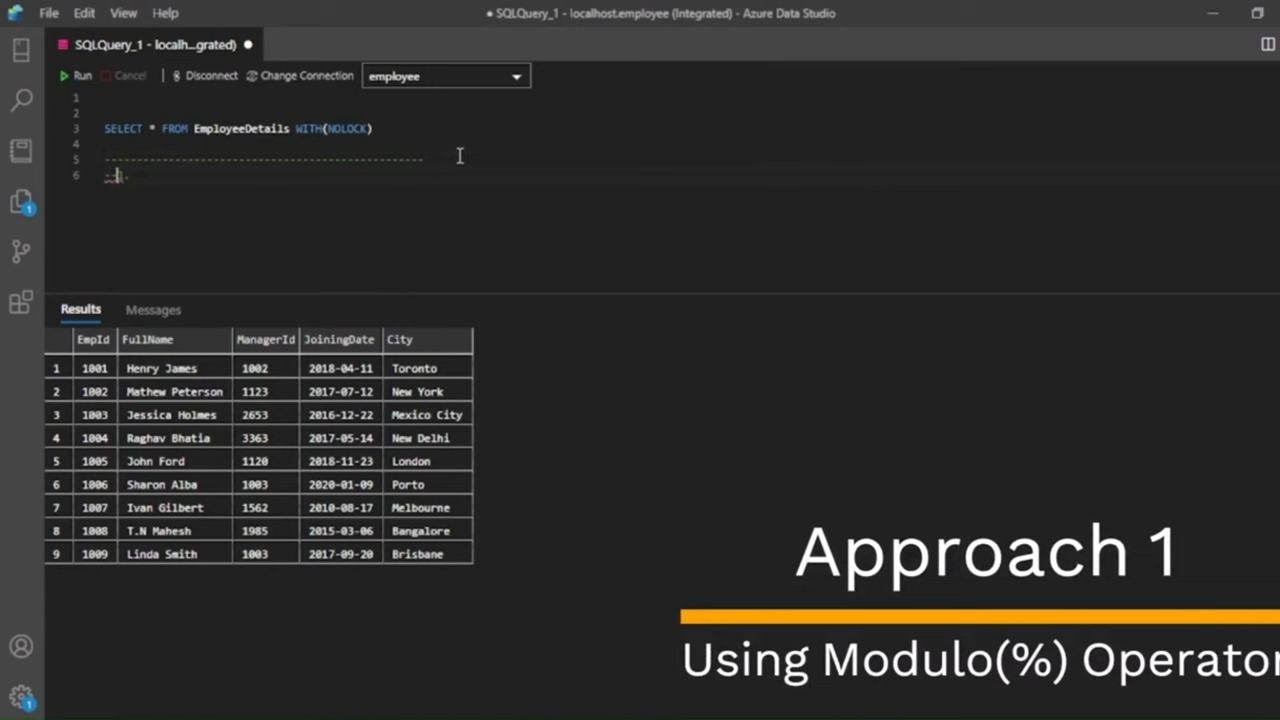 File Edit View Help
● SQLQuery_1 - localhost.employee (Integrated) - Azure Data Studio
SQLQuery_1 - localh...grated) ●
Run Cancel Disconnect Change Connection employee
1
2
3 SELECT * FROM EmployeeDetails WITH(NOLOCK)
4
5 --------------------------------------------------
6 --1.
1
Results Messages
EmpId FullName ManagerId JoiningDate City
1 1001 Henry James 1002 2018-04-11 Toronto
2 1002 Mathew Peterson 1123 2017-07-12 New York
3 1003 Jessica Holmes 2653 2016-12-22 Mexico City
4 1004 Raghav Bhatia 3363 2017-05-14 New Delhi
5 1005 John Ford 1120 2018-11-23 London
6 1006 Sharon Alba 1003 2020-01-09 Porto
7 1007 Ivan Gilbert 1562 2010-08-17 Melbourne
8 1008 T.N Mahesh 1985 2015-03-06 Bangalore
9 1009 Linda Smith 1003 2017-09-20 Brisbane
Approach 1
Using Modulo(%) Operator
1